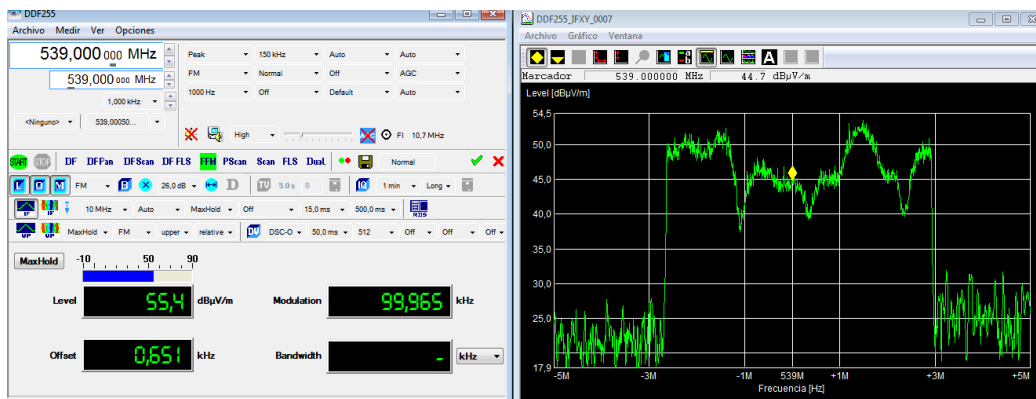 DDF255
Archivo Medir Ver Opciones
539,000 000 MHz
539,000 000 MHz
1,000 kHz
<Ninguno> 539,00050...
Peak 150 kHz Auto Auto
FM Normal Off AGC
1000 Hz Off Default Auto
High FI 10,7 MHz
START STOP DF DFPan DFScan DF FLS FFM PScan Scan FLS Dual Normal
FM 26,0 dB D TV 5.0 s B IQ 1 min Long
IF IF 10 MHz Auto MaxHold Off 15,0 ms 500,0 ms RDS
UP UP MaxHold FM upper relative DV DSC-O 50,0 ms 512 Off Off Off
MaxHold -10 50 90
Level 55,4 dBµV/m Modulation 99,965 kHz
Offset 0,651 kHz Bandwidth - kHz
DDF255_IFXY_0007
Archivo Gráfico Ventana
A
Marcador 539.000000 MHz 44.7 dBµV/m
Level [dBµV/m]
54,5
50,0
45,0
40,0
35,0
30,0
25,0
17,9
-5M -3M -1M 539M +1M +3M +5M
Frecuencia [Hz]